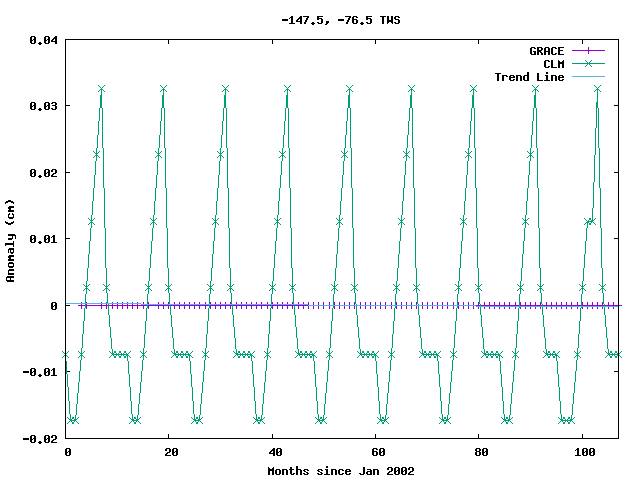 -147.5, -76.5 TWS
GRACE
CLM
Trend Line
0.04
0.03
0.02
0.01
0
-0.01
-0.02
Anomaly (cm)
0 20 40 60 80 100
Months since Jan 2002